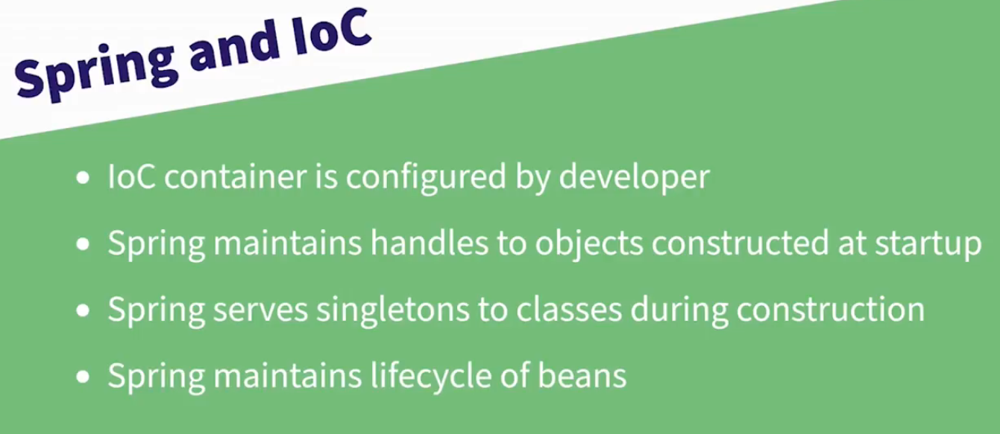 Spring and IoC
• IoC container is configured by developer
• Spring maintains handles to objects constructed at startup
• Spring serves singletons to classes during construction
• Spring maintains lifecycle of beans